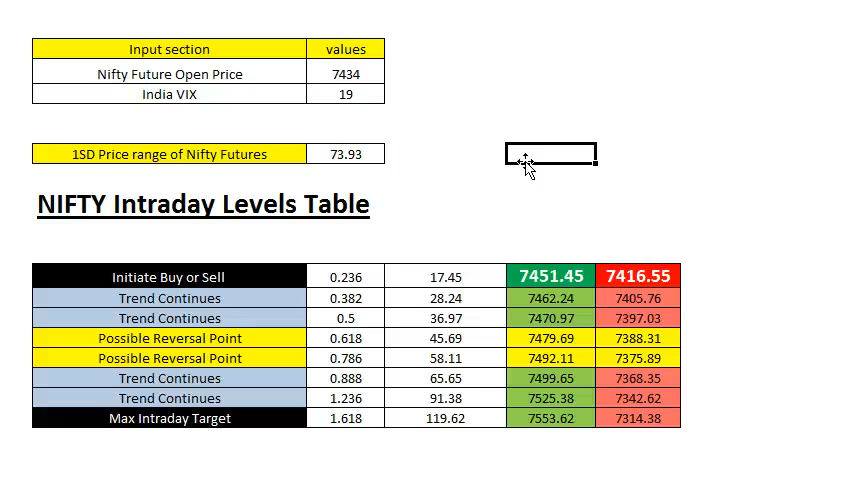 Input section values
Nifty Future Open Price 7434
India VIX 19
1SD Price range of Nifty Futures 73.93
NIFTY Intraday Levels Table
Initiate Buy or Sell 0.236 17.45 7451.45 7416.55
Trend Continues 0.382 28.24 7462.24 7405.76
Trend Continues 0.5 36.97 7470.97 7397.03
Possible Reversal Point 0.618 45.69 7479.69 7388.31
Possible Reversal Point 0.786 58.11 7492.11 7375.89
Trend Continues 0.888 65.65 7499.65 7368.35
Trend Continues 1.236 91.38 7525.38 7342.62
Max Intraday Target 1.618 119.62 7553.62 7314.38